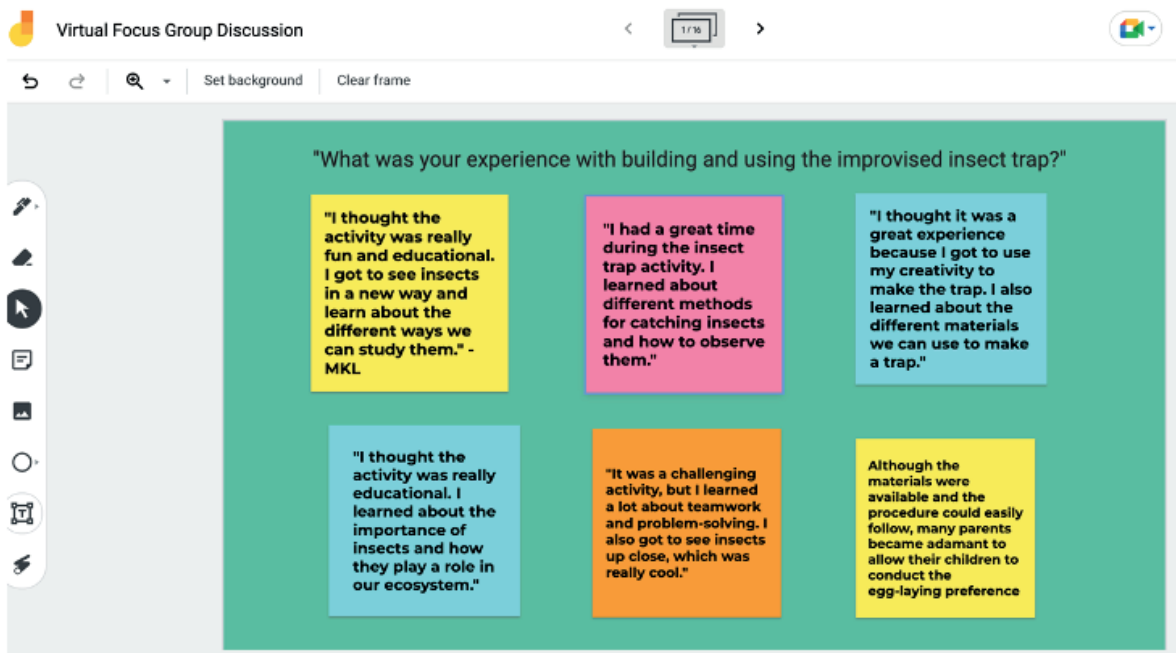 Virtual Focus Group Discussion
1 / 16
Set background
Clear frame
"What was your experience with building and using the improvised insect trap?"
"I thought the
activity was really
fun and educational.
I got to see insects
in a new way and
learn about the
different ways we
can study them." -
MKL
"I had a great time
during the insect
trap activity. I
learned about
different methods
for catching insects
and how to observe
them."
"I thought it was a
great experience
because I got to use
my creativity to
make the trap. I also
learned about the
different materials
we can use to make
a trap."
"I thought the
activity was really
educational. I
learned about the
importance of
insects and how
they play a role in
our ecosystem."
"It was a challenging
activity, but I learned
a lot about teamwork
and problem-solving. I
also got to see insects
up close, which was
really cool."
Although the
materials were
available and the
procedure could easily
follow, many parents
became adamant to
allow their children to
conduct the
egg-laying preference